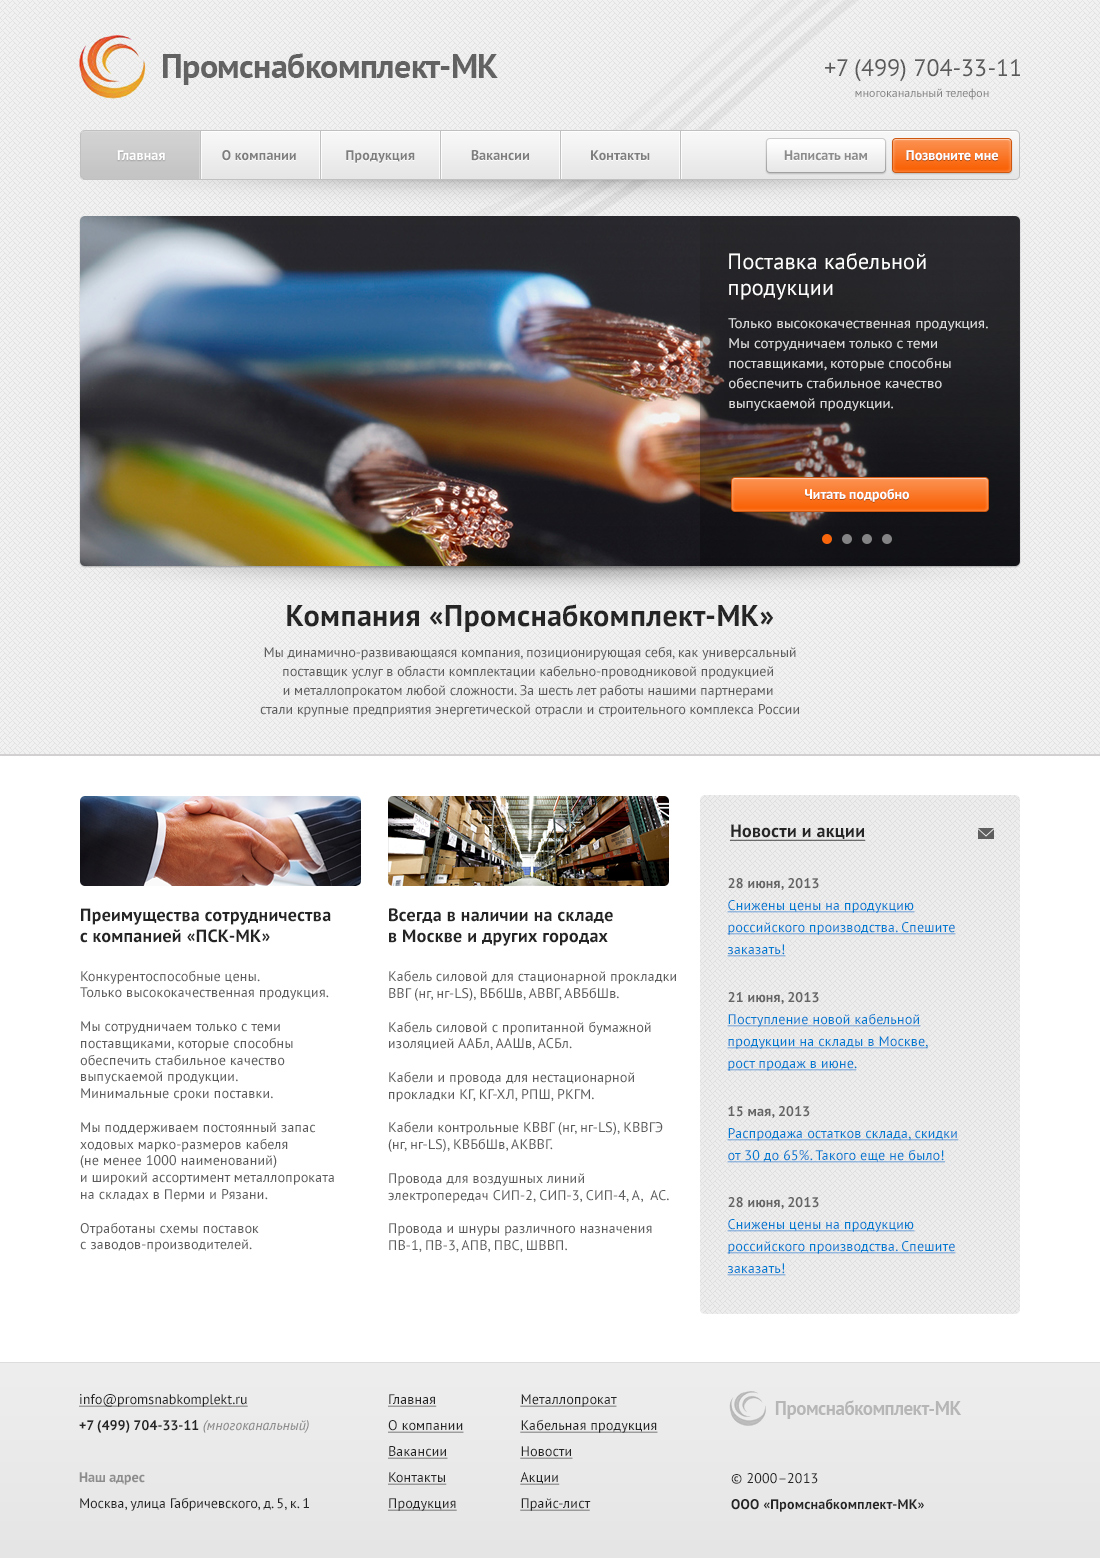 Промснабкомплект-МК
+7 (499) 704-33-11
многоканальный телефон
Главная
О компании
Продукция
Вакансии
Контакты
Написать нам
Позвоните мне
Поставка кабельной
продукции
Только высококачественная продукция.
Мы сотрудничаем только с теми
поставщиками, которые способны
обеспечить стабильное качество
выпускаемой продукции.
Читать подробно
Компания «Промснабкомплект-МК»
Мы динамично-развивающаяся компания, позиционирующая себя, как универсальный
поставщик услуг в области комплектации кабельно-проводниковой продукцией
и металлопрокатом любой сложности. За шесть лет работы нашими партнерами
стали крупные предприятия энергетической отрасли и строительного комплекса России
Преимущества сотрудничества
с компанией «ПСК-МК»
Конкурентоспособные цены.
Только высококачественная продукция.
Мы сотрудничаем только с теми
поставщиками, которые способны
обеспечить стабильное качество
выпускаемой продукции.
Минимальные сроки поставки.
Мы поддерживаем постоянный запас
ходовых марко-размеров кабеля
(не менее 1000 наименований)
и широкий ассортимент металлопроката
на складах в Перми и Рязани.
Отработаны схемы поставок
с заводов-производителей.
Всегда в наличии на складе
в Москве и других городах
Кабель силовой для стационарной прокладки
ВВГ (нг, нг-LS), ВБбШв, АВВГ, АВБбШв.
Кабель силовой с пропитанной бумажной
изоляцией ААБл, ААШв, АСБл.
Кабели и провода для нестационарной
прокладки КГ, КГ-ХЛ, РПШ, РКГМ.
Кабели контрольные КВВГ (нг, нг-LS), КВВГЭ
(нг, нг-LS), КВБбШв, АКВВГ.
Провода для воздушных линий
электропередач СИП-2, СИП-3, СИП-4, А, АС.
Провода и шнуры различного назначения
ПВ-1, ПВ-3, АПВ, ПВС, ШВВП.
Новости и акции
28 июня, 2013
Снижены цены на продукцию
российского производства. Спешите
заказать!
21 июня, 2013
Поступление новой кабельной
продукции на склады в Москве,
рост продаж в июне.
15 мая, 2013
Распродажа остатков склада, скидки
от 30 до 65%. Такого еще не было!
28 июня, 2013
Снижены цены на продукцию
российского производства. Спешите
заказать!
info@promsnabkomplekt.ru
+7 (499) 704-33-11 (многоканальный)
Наш адрес
Москва, улица Габричевского, д. 5, к. 1
Главная
О компании
Вакансии
Контакты
Продукция
Металлопрокат
Кабельная продукция
Новости
Акции
Прайс-лист
Промснабкомплект-МК
© 2000–2013
ООО «Промснабкомплект-МК»